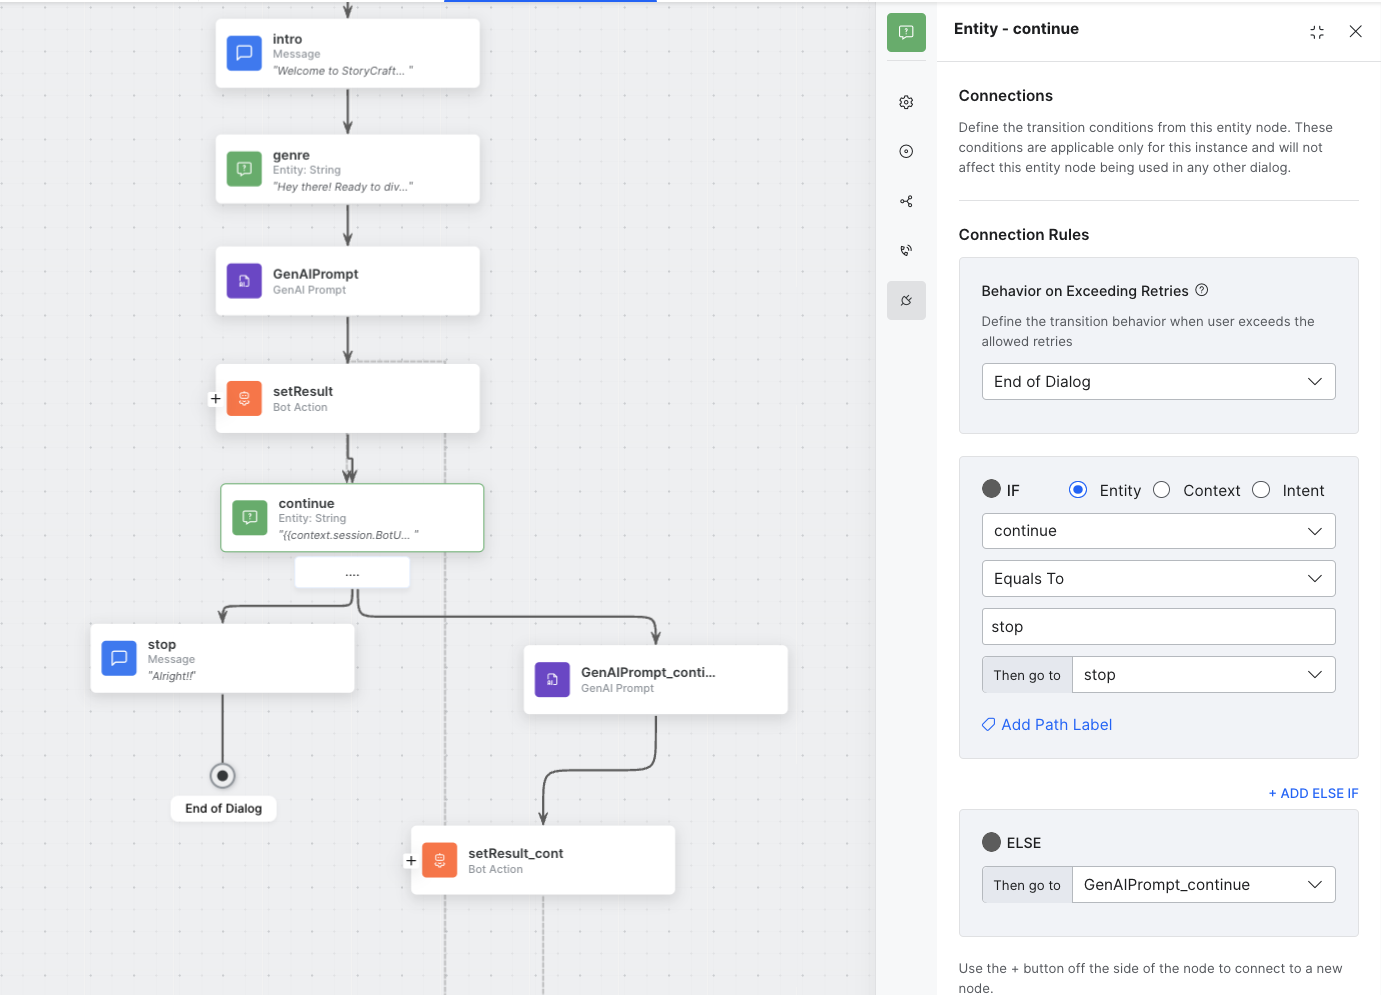 intro
Message
"Welcome to StoryCraft... "
genre
Entity: String
"Hey there! Ready to div..."
GenAIPrompt
GenAI Prompt
setResult
Bot Action
+
continue
Entity: String
"{{context.session.BotU... "
....
stop
Message
"Alright!!"
End of Dialog
GenAIPrompt_conti...
GenAI Prompt
setResult_cont
Bot Action
+
Entity - continue
Connections
Define the transition conditions from this entity node. These
conditions are applicable only for this instance and will not
affect this entity node being used in any other dialog.
Connection Rules
Behavior on Exceeding Retries
Define the transition behavior when user exceeds the
allowed retries
End of Dialog
IF Entity Context Intent
continue
Equals To
stop
Then go to stop
Add Path Label
+ ADD ELSE IF
ELSE
Then go to GenAIPrompt_continue
Use the + button off the side of the node to connect to a new
node.